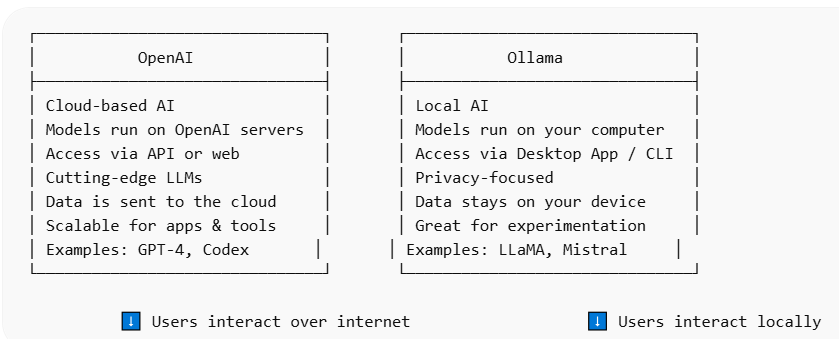 OpenAI Ollama
Cloud-based AI Local AI
Models run on OpenAI servers Models run on your computer
Access via API or web Access via Desktop App / CLI
Cutting-edge LLMs Privacy-focused
Data is sent to the cloud Data stays on your device
Scalable for apps & tools Great for experimentation
Examples: GPT-4, Codex Examples: LLaMA, Mistral
⬇️ Users interact over internet ⬇️ Users interact locally